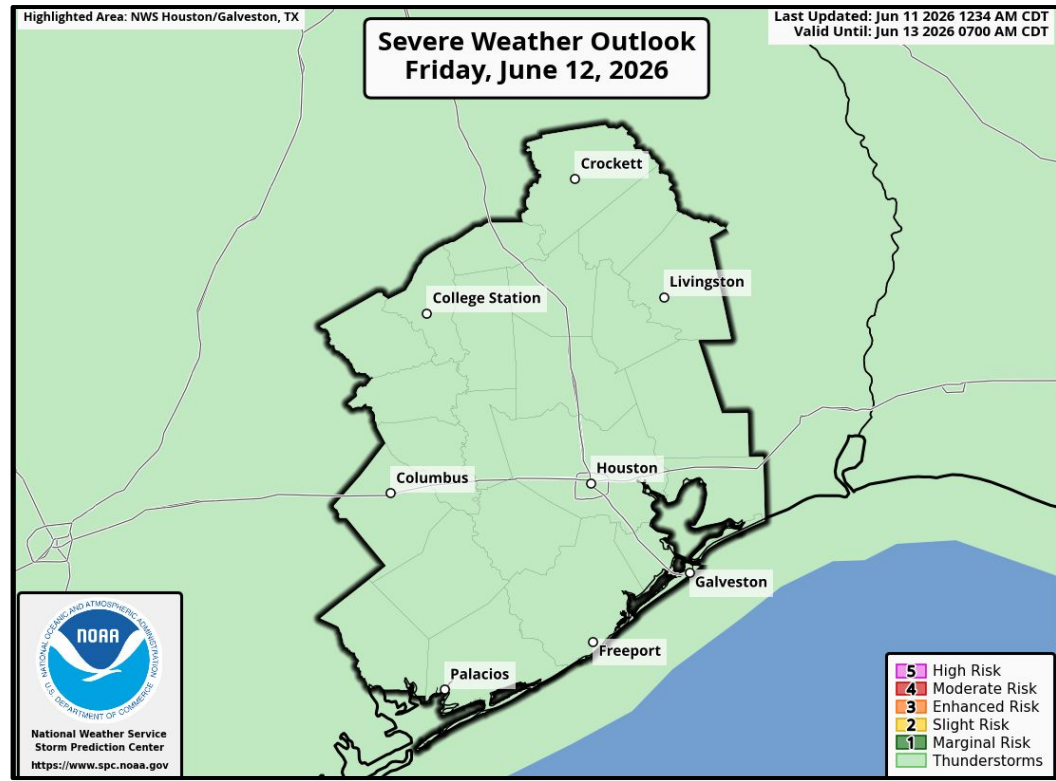 Highlighted Area: NWS Houston/Galveston, TX
Last Updated: Jun 11 2026 1234 AM CDT
Valid Until: Jun 13 2026 0700 AM CDT
Severe Weather Outlook
Friday, June 12, 2026
Crockett
Livingston
College Station
Houston
Columbus
Galveston
Freeport
Palacios
NATIONAL OCEANIC AND ATMOSPHERIC ADMINISTRATION
NOAA
U.S. DEPARTMENT OF COMMERCE
National Weather Service
Storm Prediction Center
https://www.spc.noaa.gov
5 High Risk
4 Moderate Risk
3 Enhanced Risk
2 Slight Risk
1 Marginal Risk
Thunderstorms